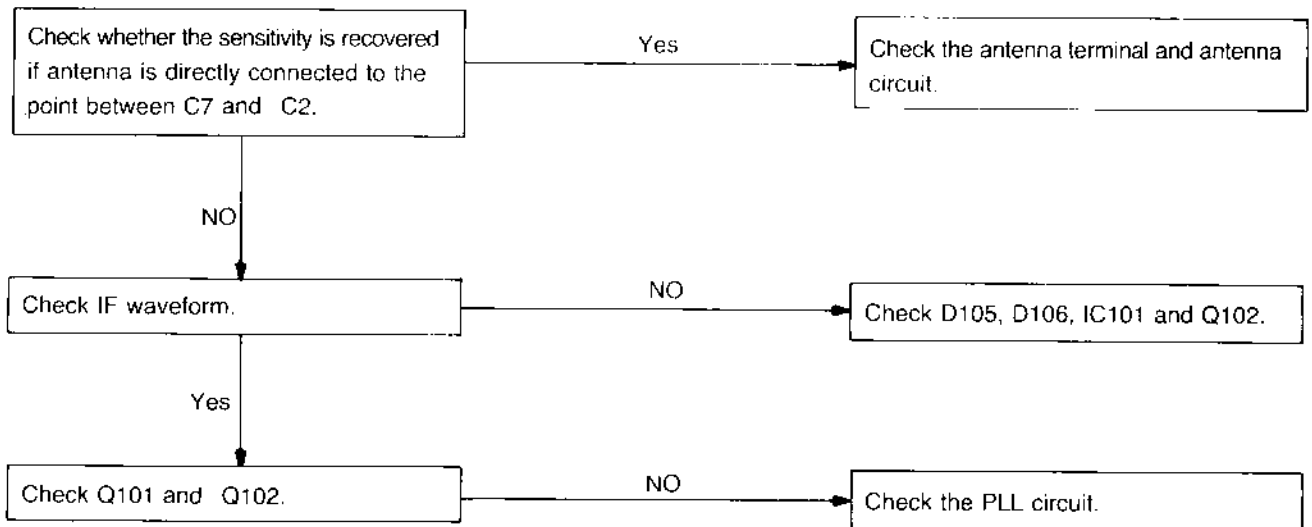 Check whether the sensitivity is recovered
if antenna is directly connected to the
point between C7 and C2.
Yes
Check the antenna terminal and antenna
circuit.
NO
Check IF waveform.
NO
Check D105, D106, IC101 and Q102.
Yes
Check Q101 and Q102.
NO
Check the PLL circuit.